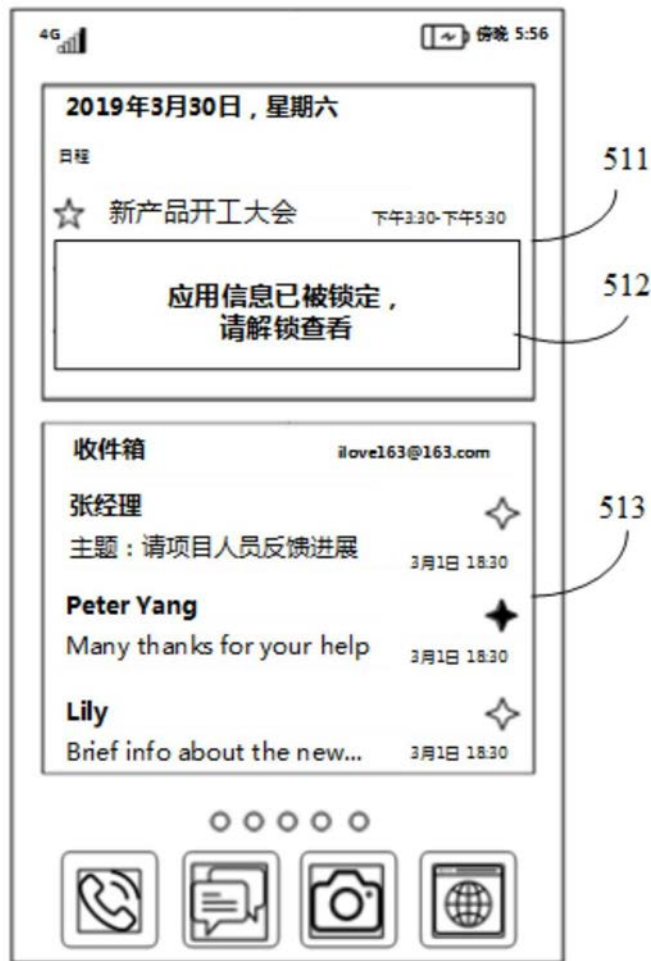 4G 傍晚 5:56
2019年3月30日，星期六
日程
新产品开工大会 下午3:30-下午5:30
511
应用信息已被锁定，
请解锁查看
512
收件箱 ilove163@163.com
张经理
主题：请项目人员反馈进展 3月1日 18:30
513
Peter Yang
Many thanks for your help 3月1日 18:30
Lily
Brief info about the new... 3月1日 18:30